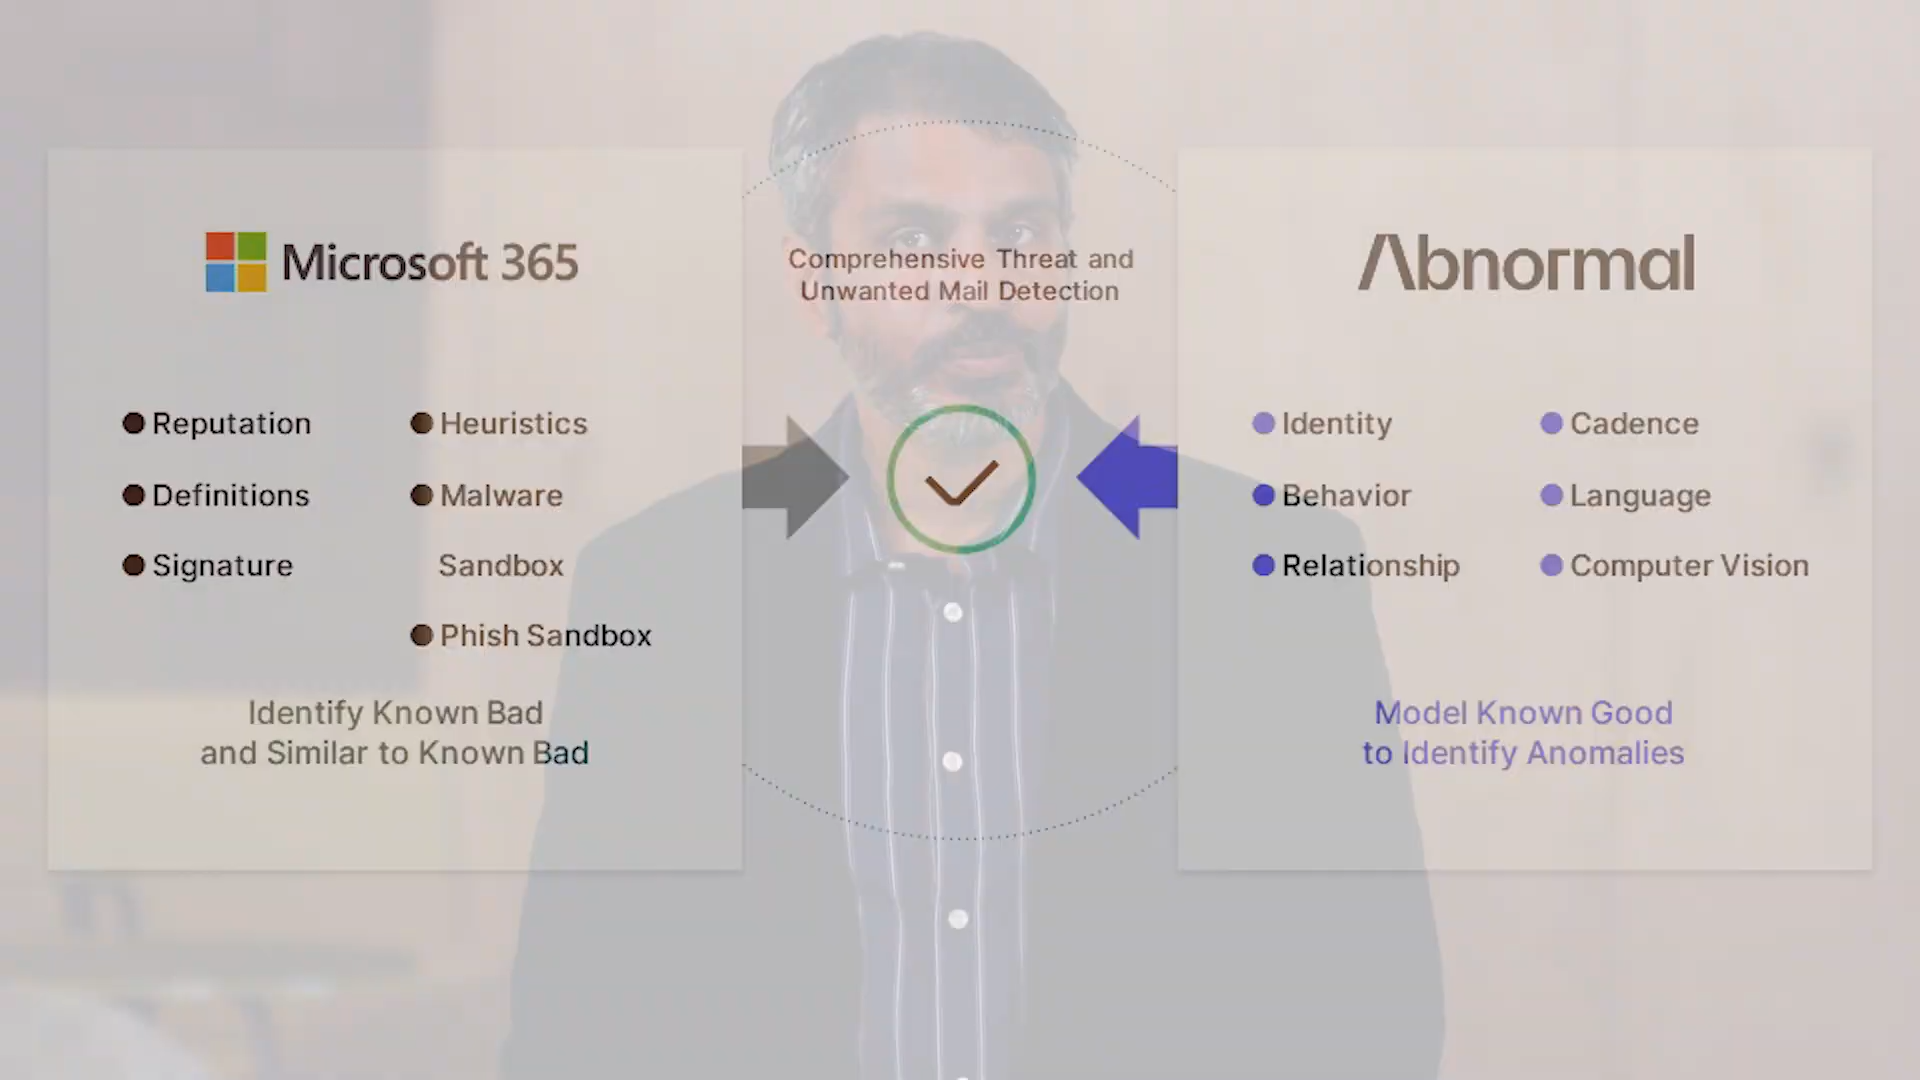 Microsoft 365
Reputation
Definitions
Signature
Heuristics
Malware
Sandbox
Phish Sandbox
Identify Known Bad
and Similar to Known Bad
Comprehensive Threat and
Unwanted Mail Detection
Abnormal
Identity
Behavior
Relationship
Cadence
Language
Computer Vision
Model Known Good
to Identify Anomalies